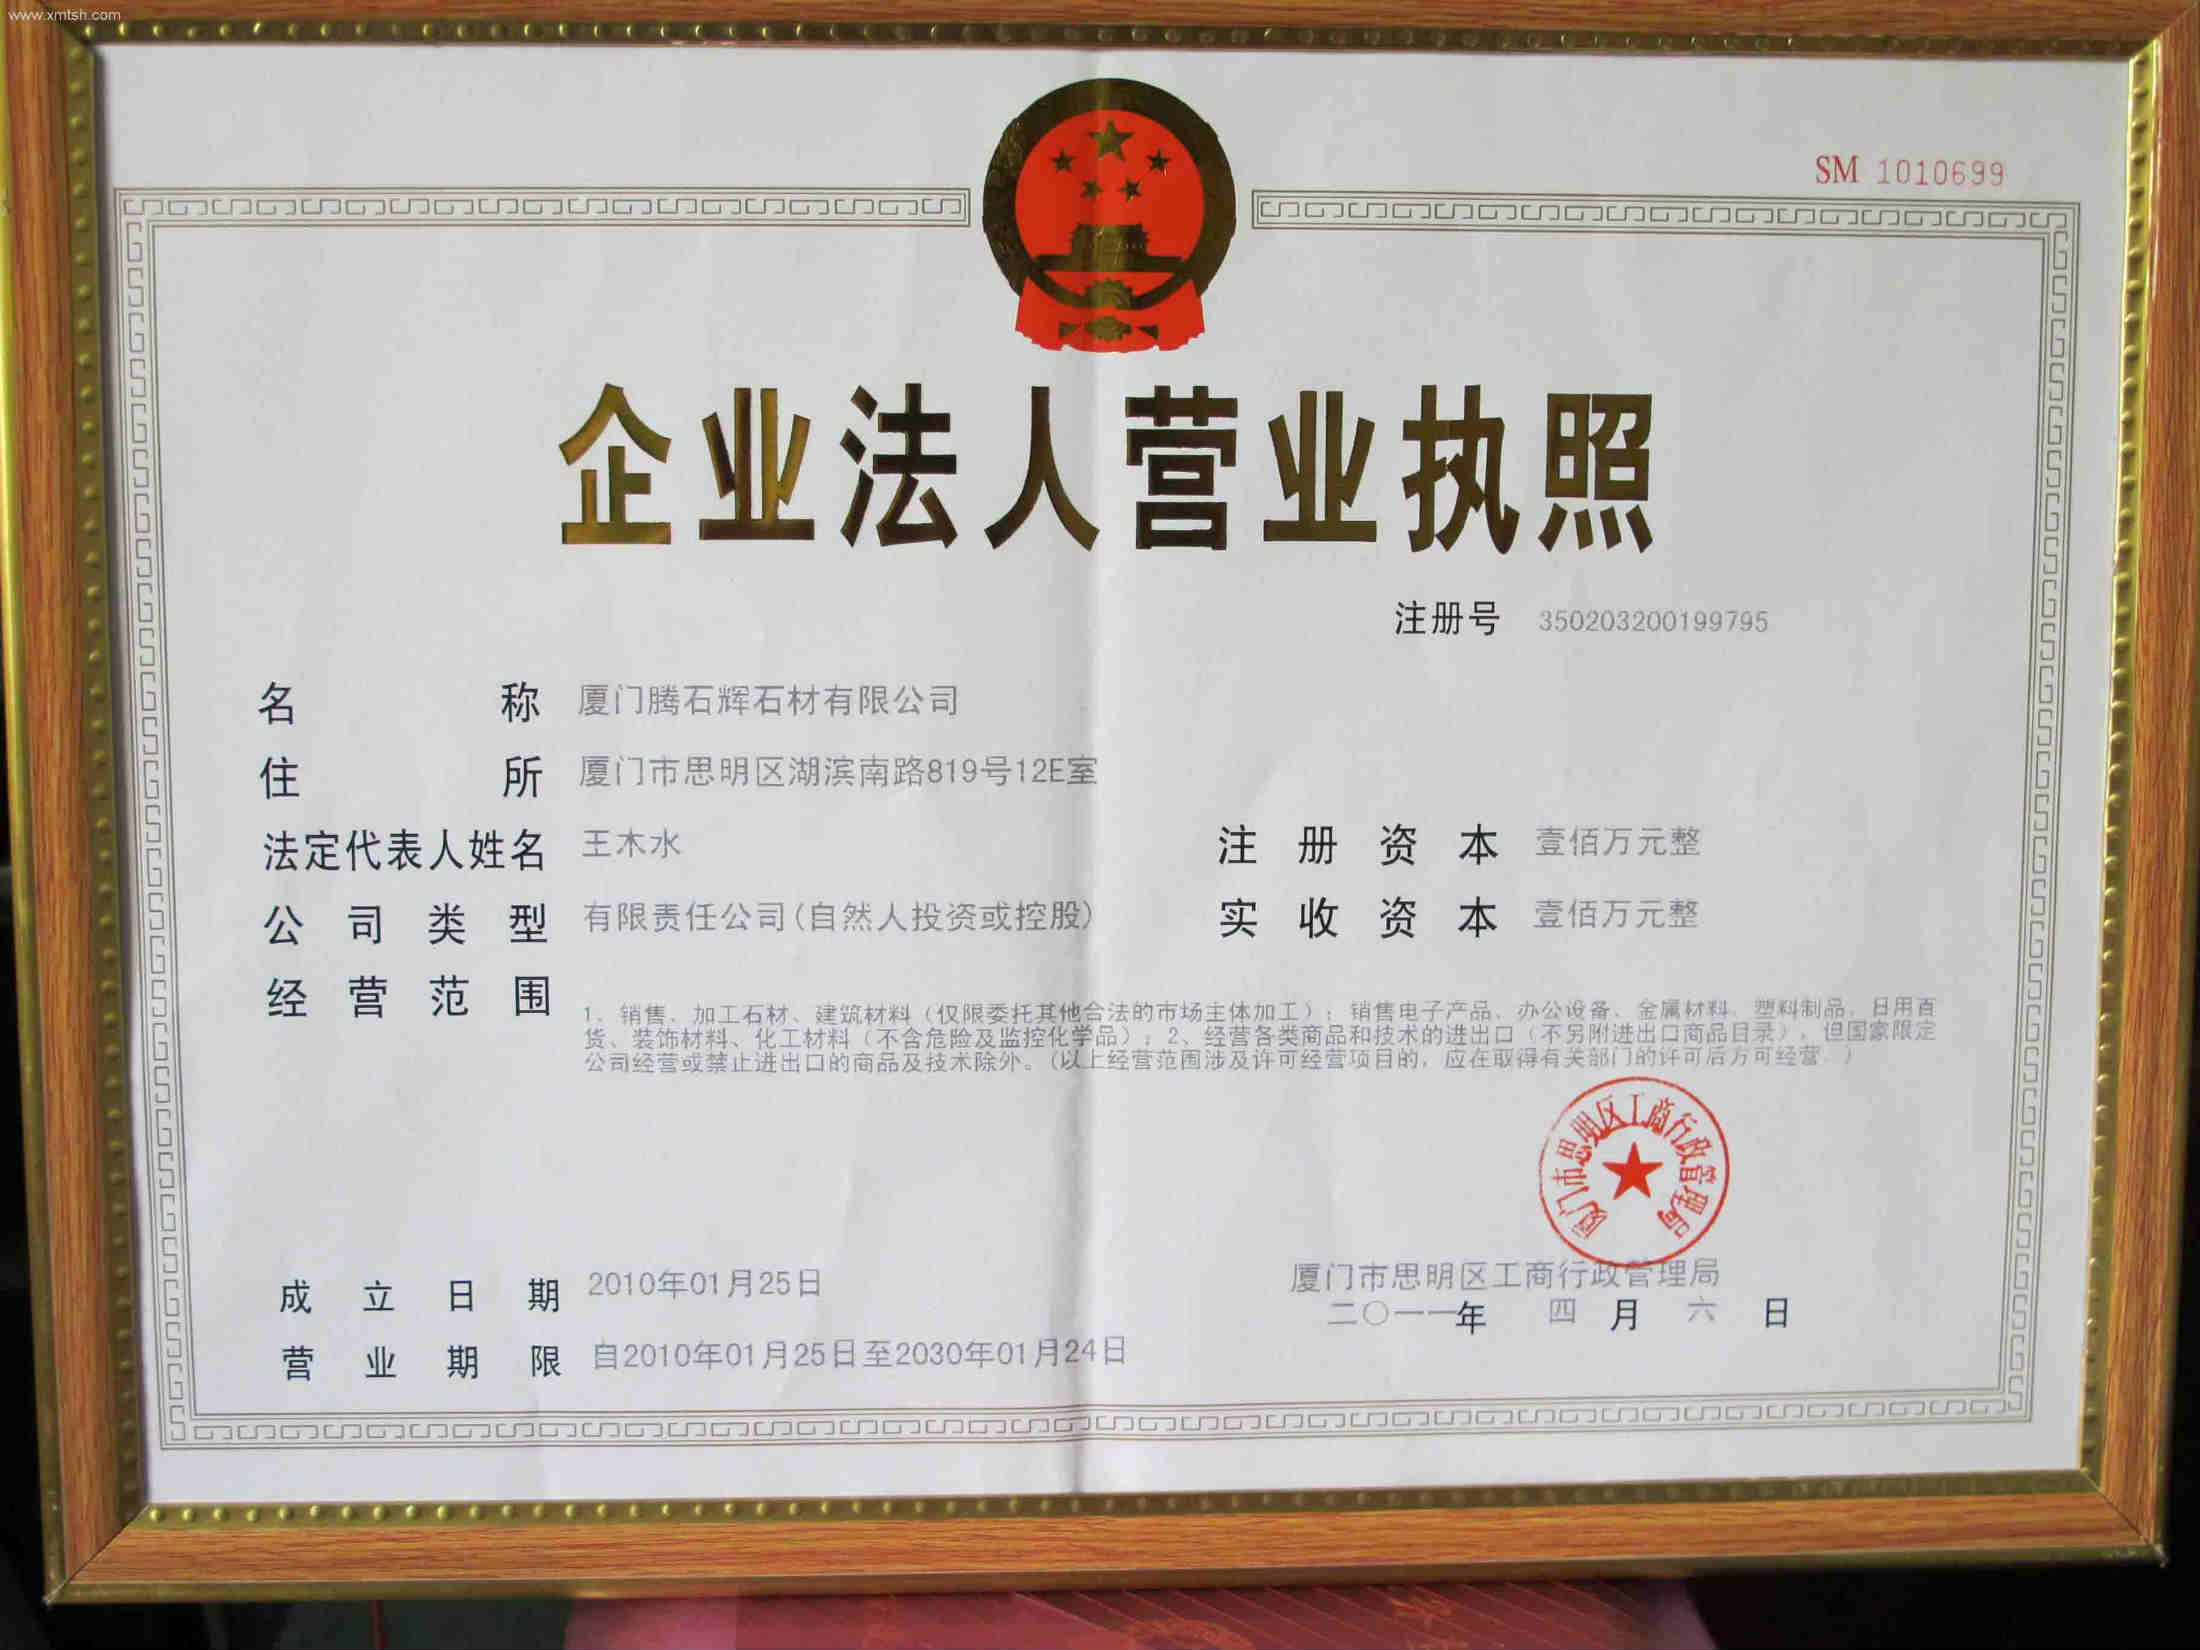 www.xmtsh.com
SM 1010699
企业法人营业执照
注册号 350203200199795
名称 厦门腾石辉石材有限公司
住所 厦门市思明区湖滨南路819号12E室
法定代表人姓名 王木水
注册资本 壹佰万元整
公司类型 有限责任公司(自然人投资或控股)
实收资本 壹佰万元整
经营范围
1、销售、加工石材、建筑材料（仅限委托其他合法的市场主体加工）；销售电子产品、办公设备、金属材料、塑料制品、日用百
货、装饰材料、化工材料（不含危险及监控化学品）；2、经营各类商品和技术的进出口（不另附进出口商品目录），但国家限定
公司经营或禁止进出口的商品及技术除外。(以上经营范围涉及许可经营项目的，应在取得有关部门的许可后方可经营。)
厦门市思明区工商行政管理局
成立日期 2010年01月25日
厦门市思明区工商行政管理局
二〇一一年 四月 六日
营业期限 自2010年01月25日至2030年01月24日